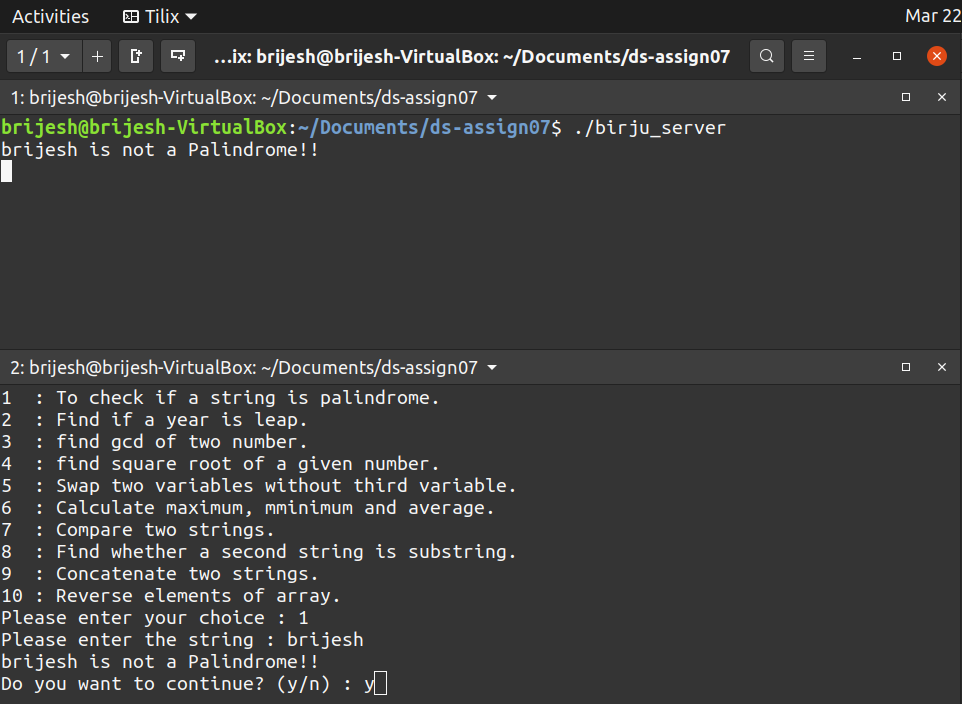 Activities Tilix Mar 22
1 / 1 ...ix: brijesh@brijesh-VirtualBox: ~/Documents/ds-assign07
1: brijesh@brijesh-VirtualBox: ~/Documents/ds-assign07
brijesh@brijesh-VirtualBox:~/Documents/ds-assign07$ ./birju_server
brijesh is not a Palindrome!!
2: brijesh@brijesh-VirtualBox: ~/Documents/ds-assign07
1  : To check if a string is palindrome.
2  : Find if a year is leap.
3  : find gcd of two number.
4  : find square root of a given number.
5  : Swap two variables without third variable.
6  : Calculate maximum, mminimum and average.
7  : Compare two strings.
8  : Find whether a second string is substring.
9  : Concatenate two strings.
10 : Reverse elements of array.
Please enter your choice : 1
Please enter the string : brijesh
brijesh is not a Palindrome!!
Do you want to continue? (y/n) : y